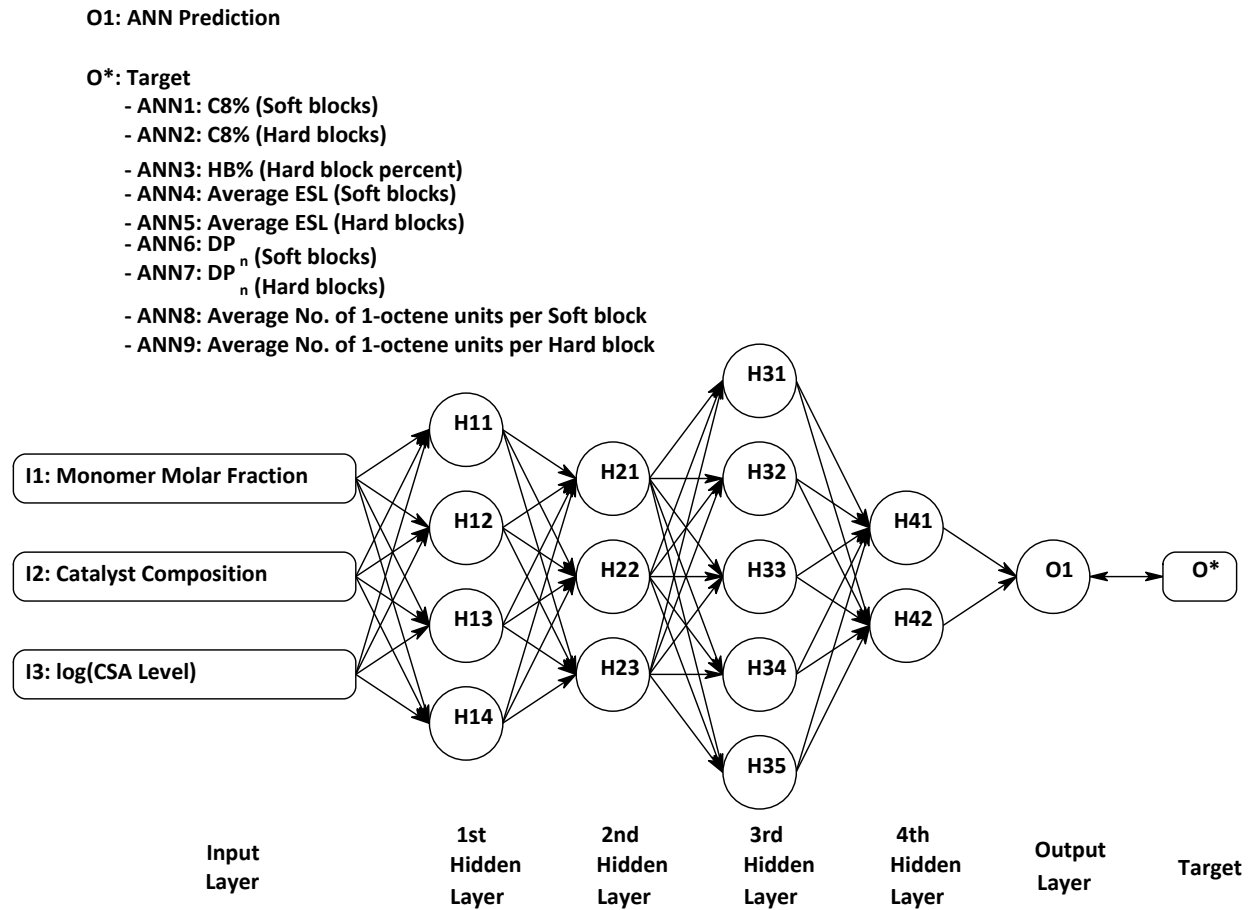 O1: ANN Prediction
O*: Target
- ANN1: C8% (Soft blocks)
- ANN2: C8% (Hard blocks)
- ANN3: HB% (Hard block percent)
- ANN4: Average ESL (Soft blocks)
- ANN5: Average ESL (Hard blocks)
- ANN6: DP n (Soft blocks)
- ANN7: DP n (Hard blocks)
- ANN8: Average No. of 1-octene units per Soft block
- ANN9: Average No. of 1-octene units per Hard block
I1: Monomer Molar Fraction
I2: Catalyst Composition
I3: log(CSA Level)
H11
H12
H13
H14
H21
H22
H23
H31
H32
H33
H34
H35
H41
H42
O1
O*
Input
Layer
1st
Hidden
Layer
2nd
Hidden
Layer
3rd
Hidden
Layer
4th
Hidden
Layer
Output
Layer
Target